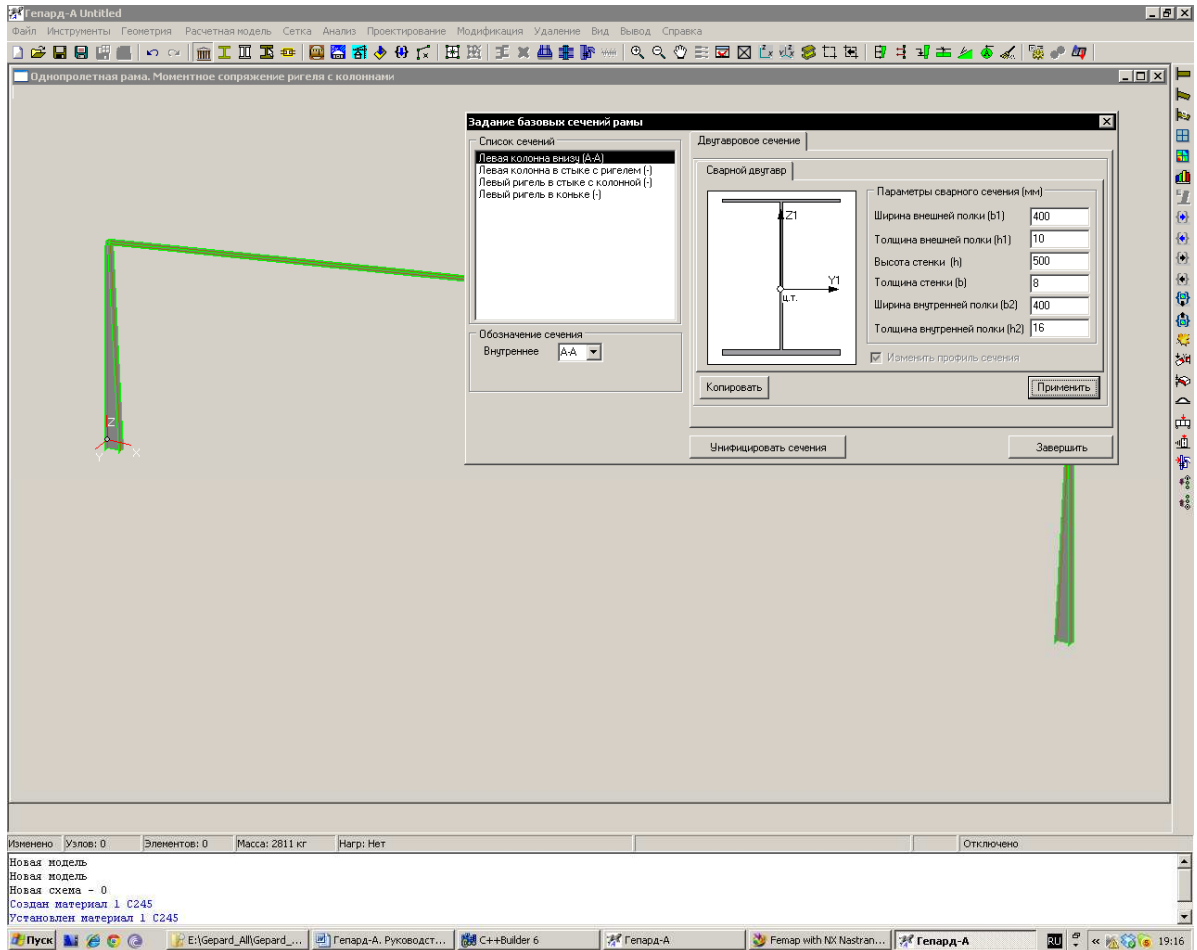 Гепард-A Untitled
Файл Инструменты Геометрия Расчетная модель Сетка Анализ Проектирование Модификация Удаление Вид Вывод Справка
Однопролетная рама. Моментное сопряжение ригеля с колоннами
Задание базовых сечений рамы
Список сечений
Левая колонна внизу (A-A)
Левая колонна в стыке с ригелем (-)
Левый ригель в стыке с колонной (-)
Левый ригель в коньке (-)
Обозначение сечения
Внутреннее A-A
Двутавровое сечение
Сварной двутавр
Z1
Y1
ц.т.
Параметры сварного сечения (мм)
Ширина внешней полки (b1) 400
Толщина внешней полки (h1) 10
Высота стенки (h) 500
Толщина стенки (b) 8
Ширина внутренней полки (b2) 400
Толщина внутренней полки (h2) 16
Изменить профиль сечения
Копировать
Применить
Унифицировать сечения
Завершить
Z
Y X
Изменено Узлов: 0 Элементов: 0 Масса: 2811 кг Нагр: Нет Отключено
Новая модель
Новая модель
Новая схема - 0
Создан материал 1 C245
Установлен материал 1 C245
Пуск E:\Gepard_All\Gepard_... Гепард-А. Руководст... C++Builder 6 Гепард-А Femap with NX Nastran... Гепард-А RU « 19:16